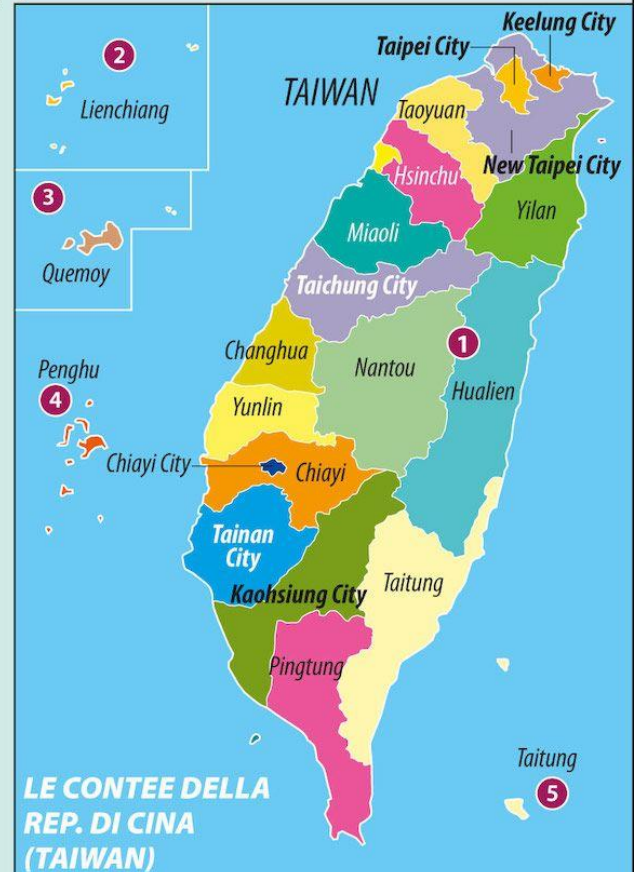 Keelung City
Taipei City
2
TAIWAN
Lienchiang
Taoyuan
New Taipei City
Hsinchu
3
Yilan
Miaoli
Quemoy
Taichung City
1
Changhua
Nantou
Penghu
Hualien
4
Yunlin
Chiayi City
Chiayi
Tainan
City
Taitung
Kaohsiung City
Pingtung
Taitung
5
LE CONTEE DELLA
REP. DI CINA
(TAIWAN)